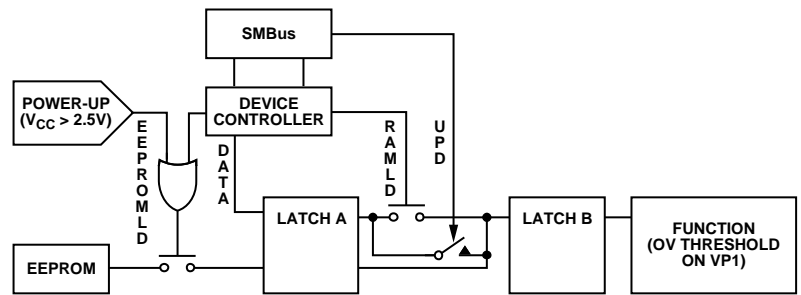 SMBus
POWER-UP
(VCC > 2.5V)
DEVICE
CONTROLLER
EEPROMLD
DATA
RAMLD
UPD
LATCH A
LATCH B
FUNCTION
(OV THRESHOLD
ON VP1)
EEPROM